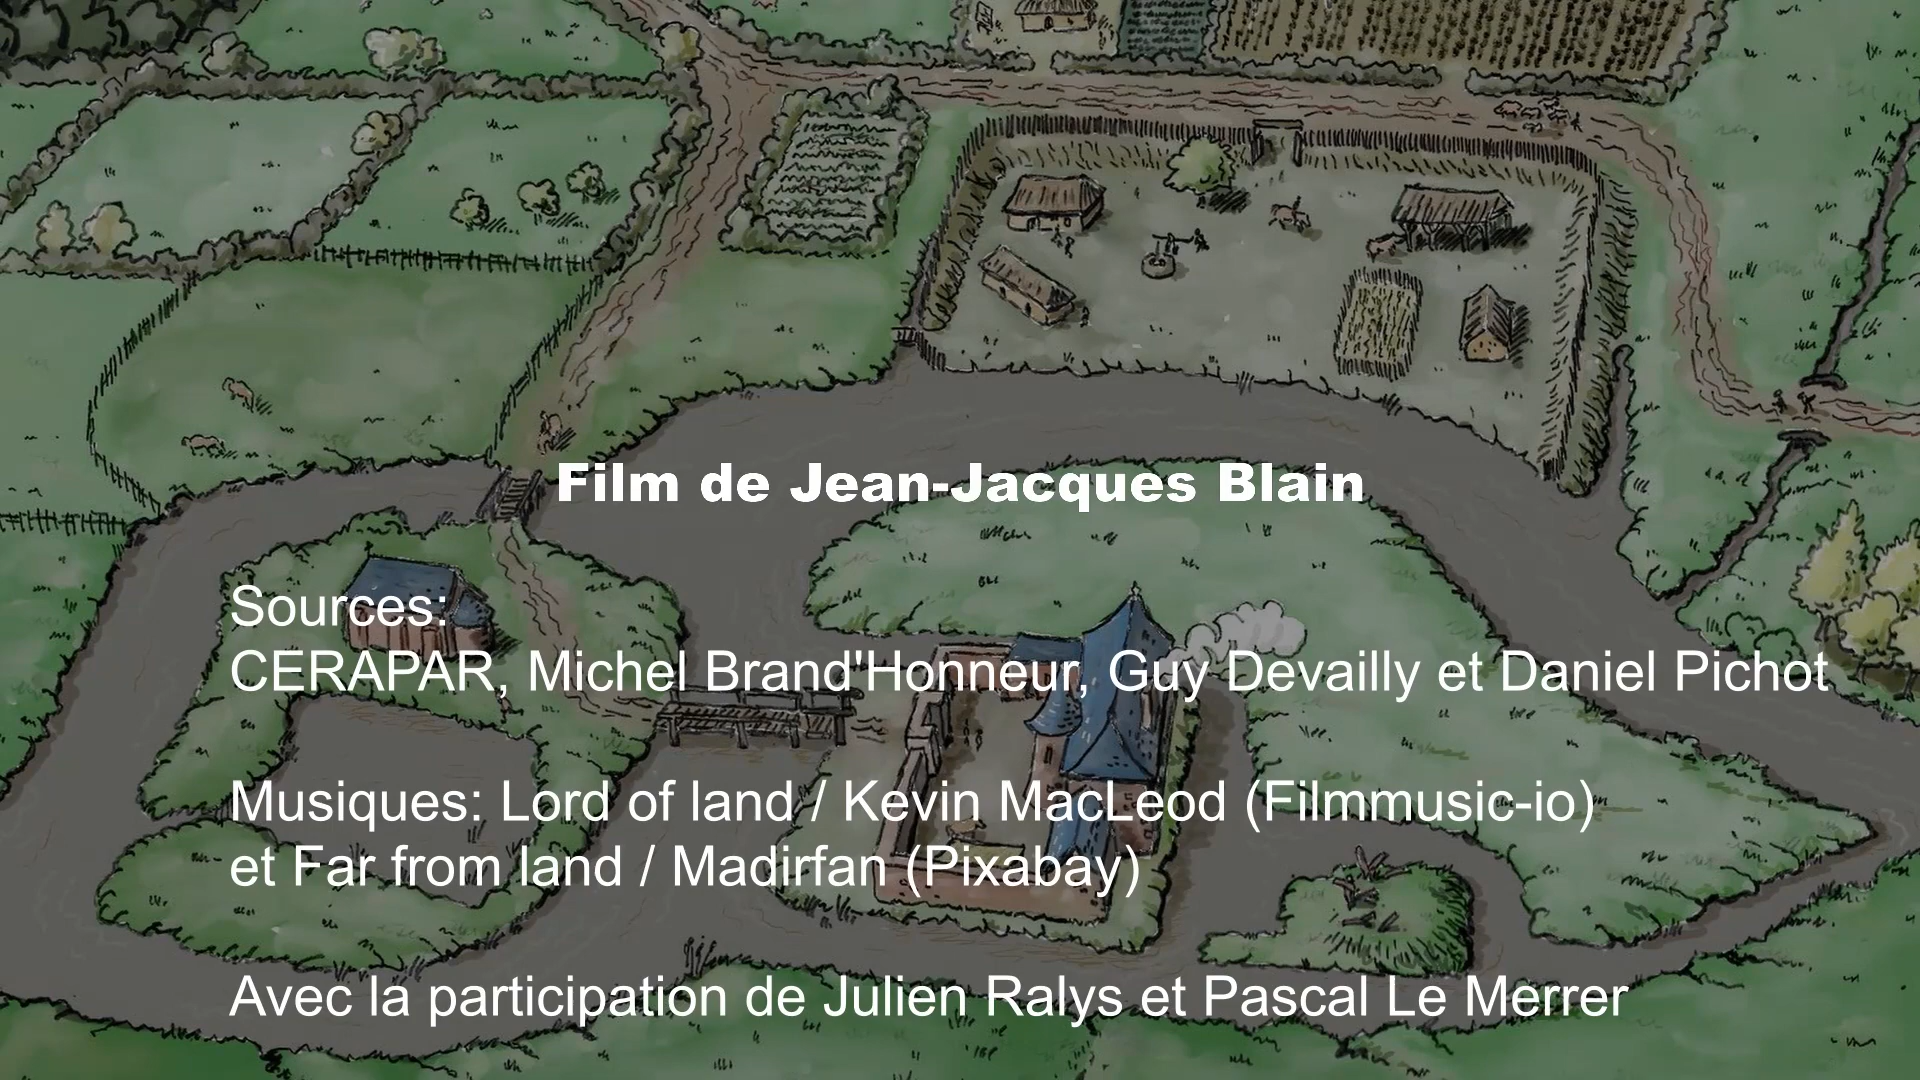 Film de Jean-Jacques Blain
Sources:
CERAPAR, Michel Brand'Honneur, Guy Devailly et Daniel Pichot
Musiques: Lord of land / Kevin MacLeod (Filmmusic-io)
et Far from land / Madirfan (Pixabay)
Avec la participation de Julien Ralys et Pascal Le Merrer